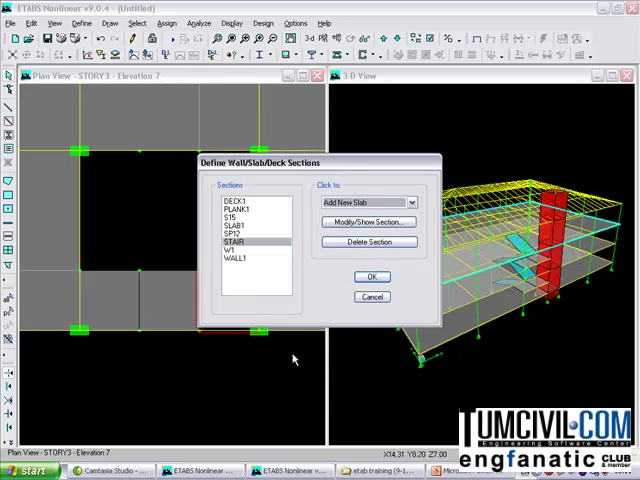 ETABS Nonlinear v9.0.4 - (Untitled)
File Edit View Define Draw Select Assign Analyze Display Design Options Help
Plan View - STORY3 - Elevation 7
3-D View
Define Wall/Slab/Deck Sections
Sections
DECK1
PLANK1
S15
SLAB1
SP12
STAIR
W1
WALL1
Click to:
Add New Slab
Modify/Show Section...
Delete Section
OK
Cancel
TUMCIVIL.COM
Engineering Software Center
engfanatic CLUB
& member
Plan View - STORY3 - Elevation 7
X14.31 Y8.20 Z7.00
start
Camtasia Studio - ...
ETABS Nonlinear ...
ETABS Nonlinear v...
etab training (9-1...
Microsoft